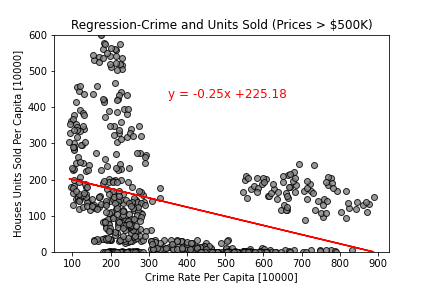 Regression-Crime and Units Sold (Prices > $500K)
600
500
400
300
200
100
0
Houses Units Sold Per Capita [10000]
y = -0.25x +225.18
100 200 300 400 500 600 700 800 900
Crime Rate Per Capita [10000]